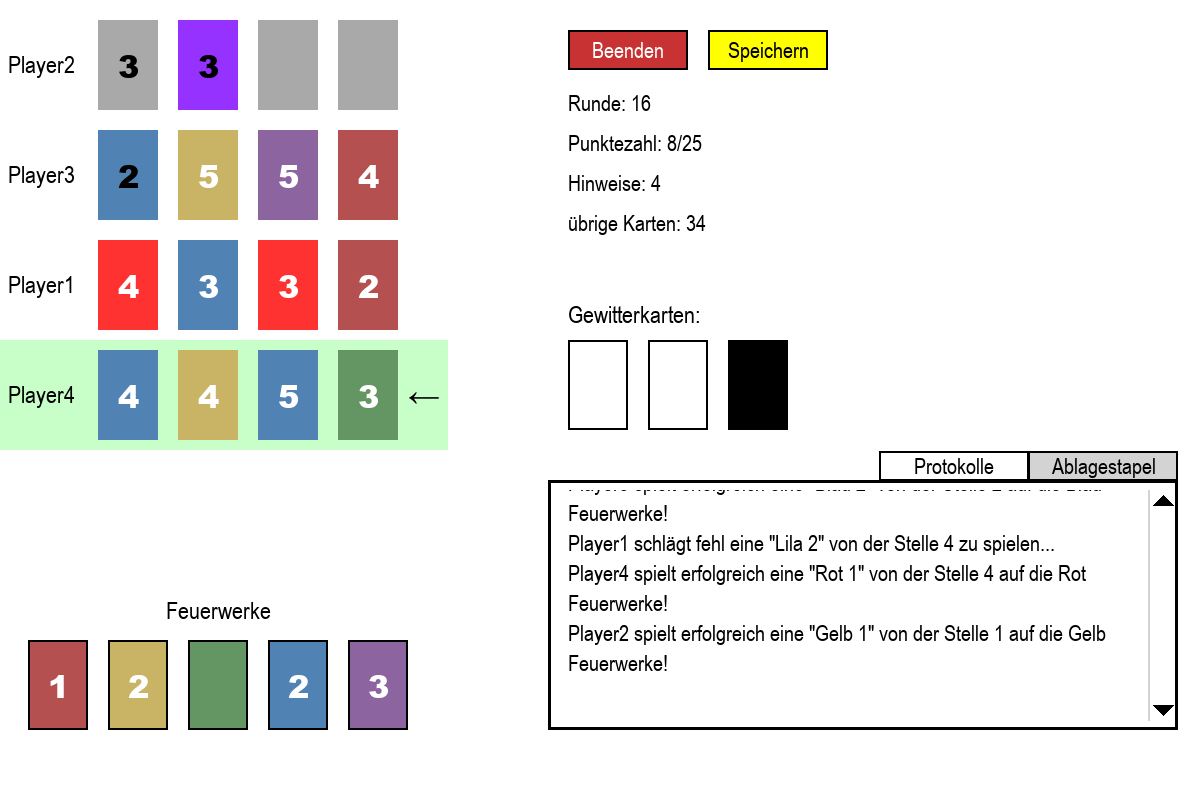 Player2 3 3
Player3 2 5 5 4
Player1 4 3 3 2
Player4 4 4 5 3 ←
Feuerwerke
1 2 2 3
Beenden Speichern
Runde: 16
Punktezahl: 8/25
Hinweise: 4
übrige Karten: 34
Gewitterkarten:
Protokolle Ablagestapel
Feuerwerke!
Player1 schlägt fehl eine "Lila 2" von der Stelle 4 zu spielen...
Player4 spielt erfolgreich eine "Rot 1" von der Stelle 4 auf die Rot
Feuerwerke!
Player2 spielt erfolgreich eine "Gelb 1" von der Stelle 1 auf die Gelb
Feuerwerke!